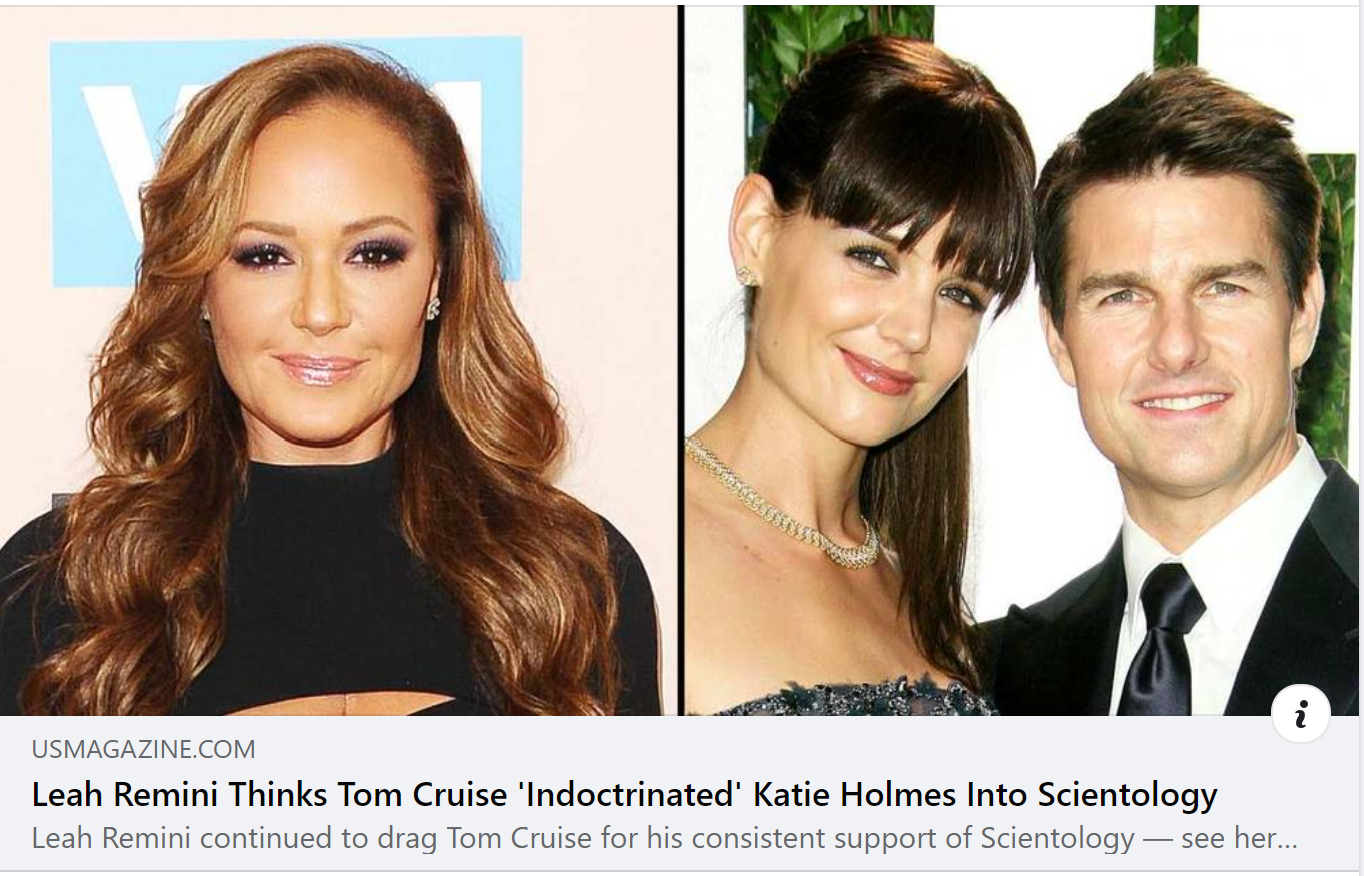 V 1
USMAGAZINE.COM
Leah Remini Thinks Tom Cruise 'Indoctrinated' Katie Holmes Into Scientology
Leah Remini continued to drag Tom Cruise for his consistent support of Scientology — see her...